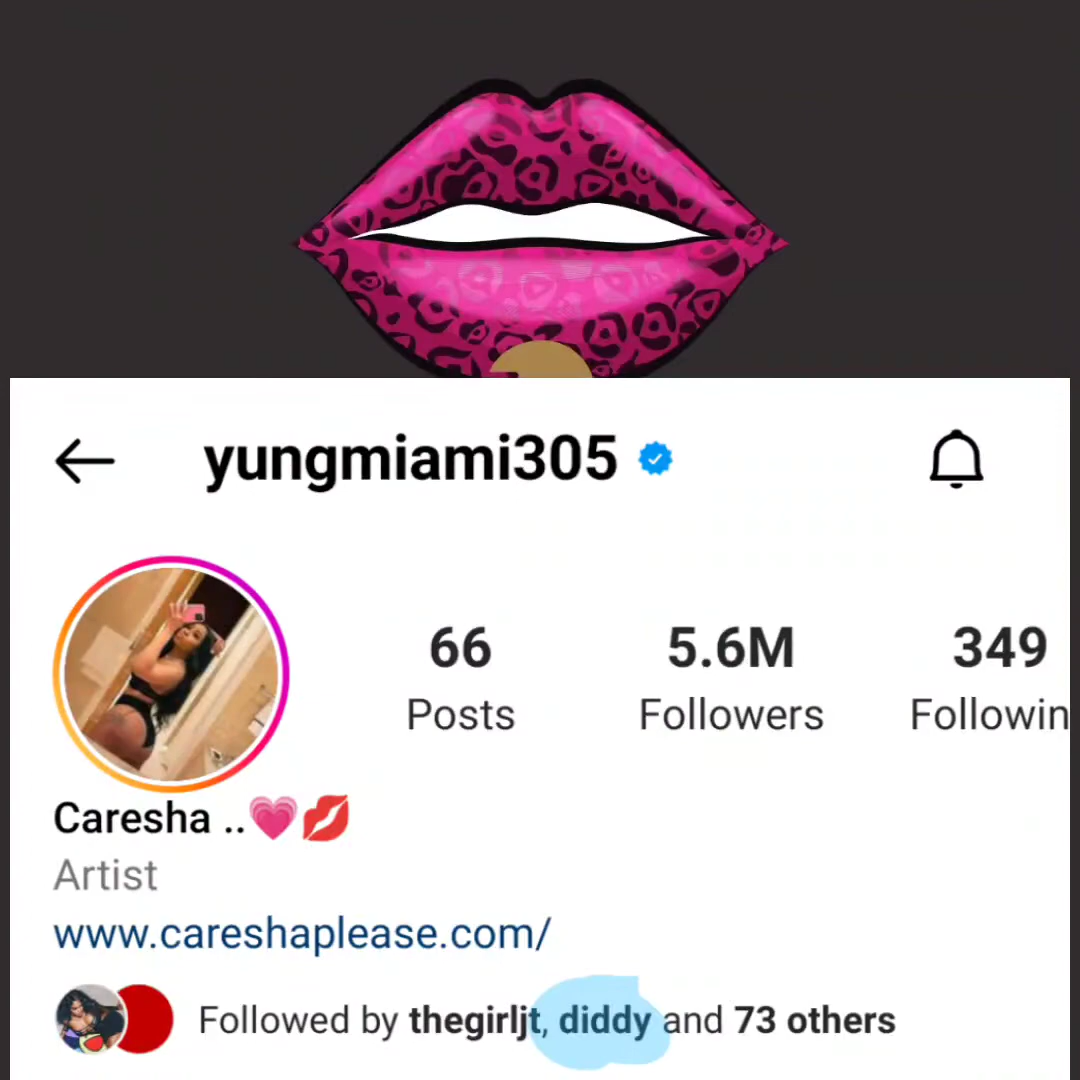 yungmiami305
66 5.6M 349
Posts Followers Followin
Caresha ..💗💋
Artist
www.careshaplease.com/
Followed by thegirljt, diddy and 73 others